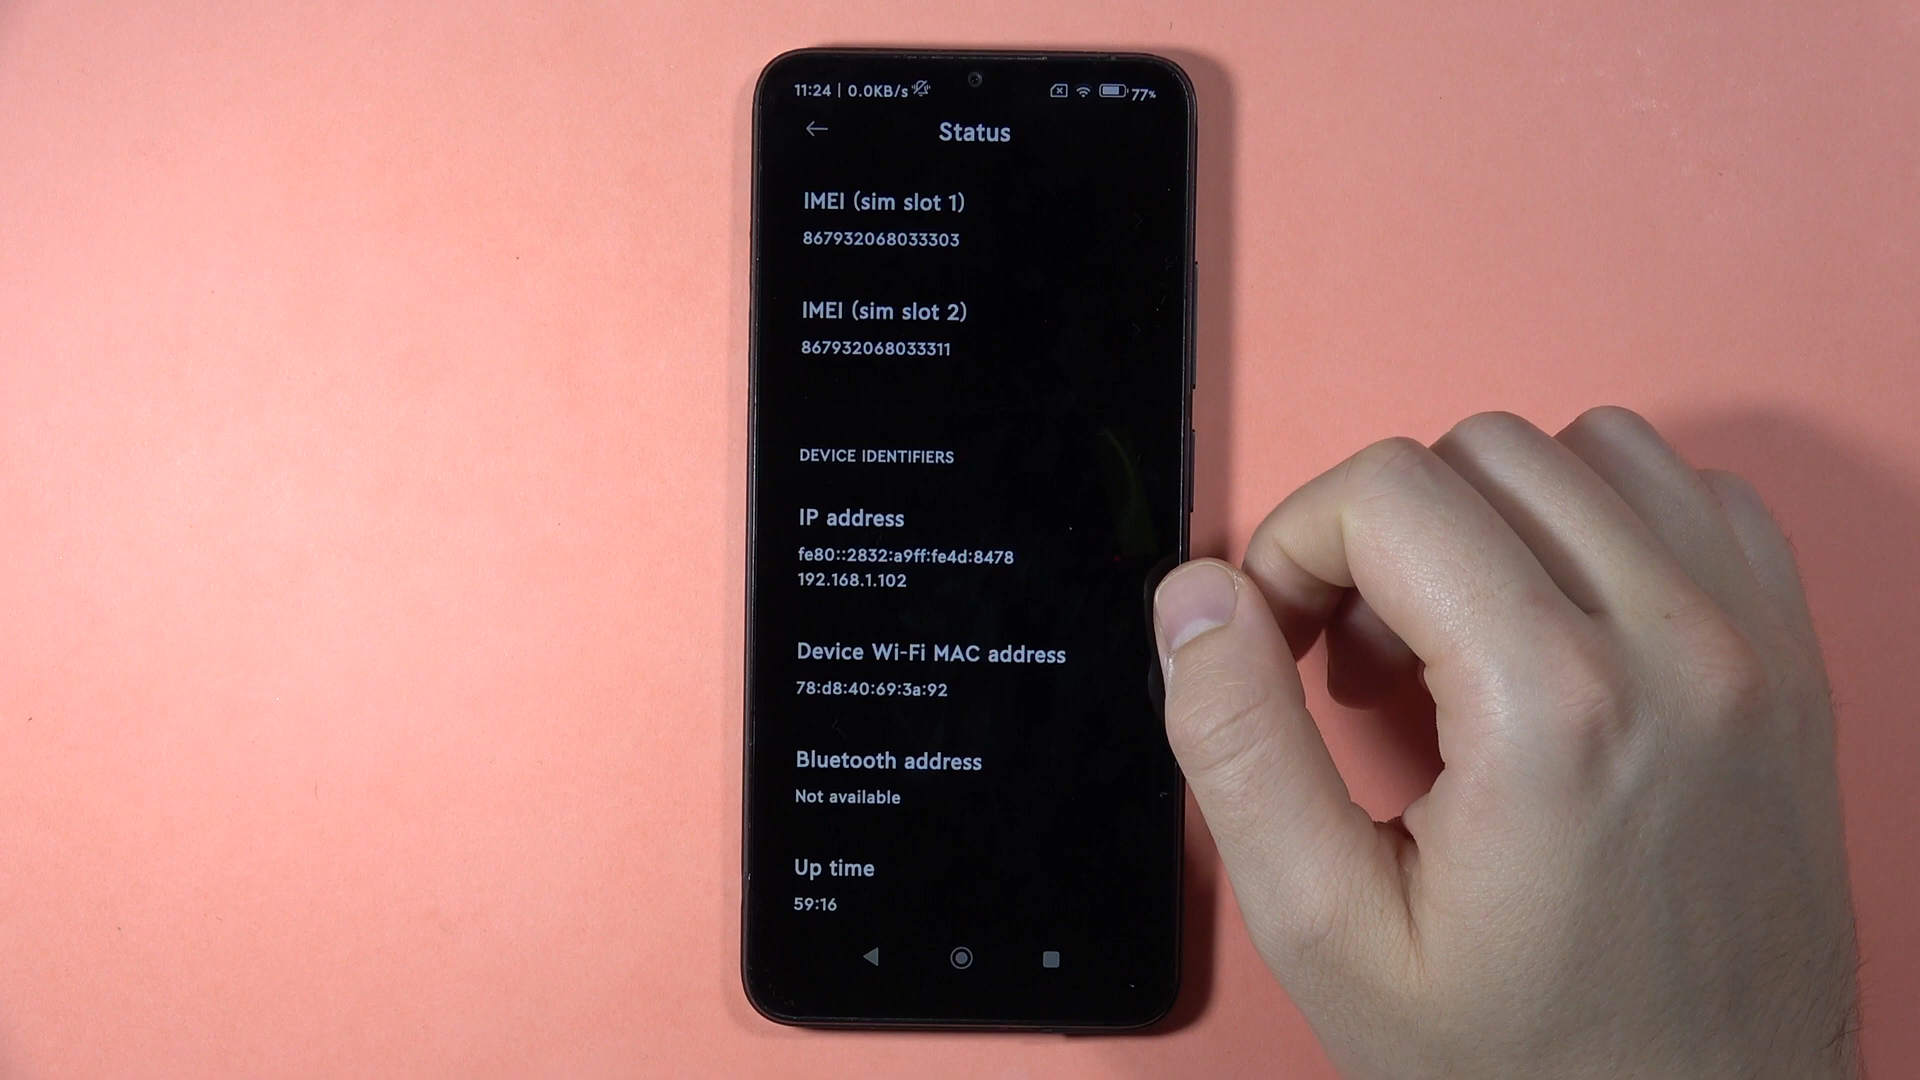 11:24 | 0.0KB/s 77%
Status
IMEI (sim slot 1)
867932068033303
IMEI (sim slot 2)
867932068033311
DEVICE IDENTIFIERS
IP address
fe80::2832:a9ff:fe4d:8478
192.168.1.102
Device Wi-Fi MAC address
78:d8:40:69:3a:92
Bluetooth address
Not available
Up time
59:16